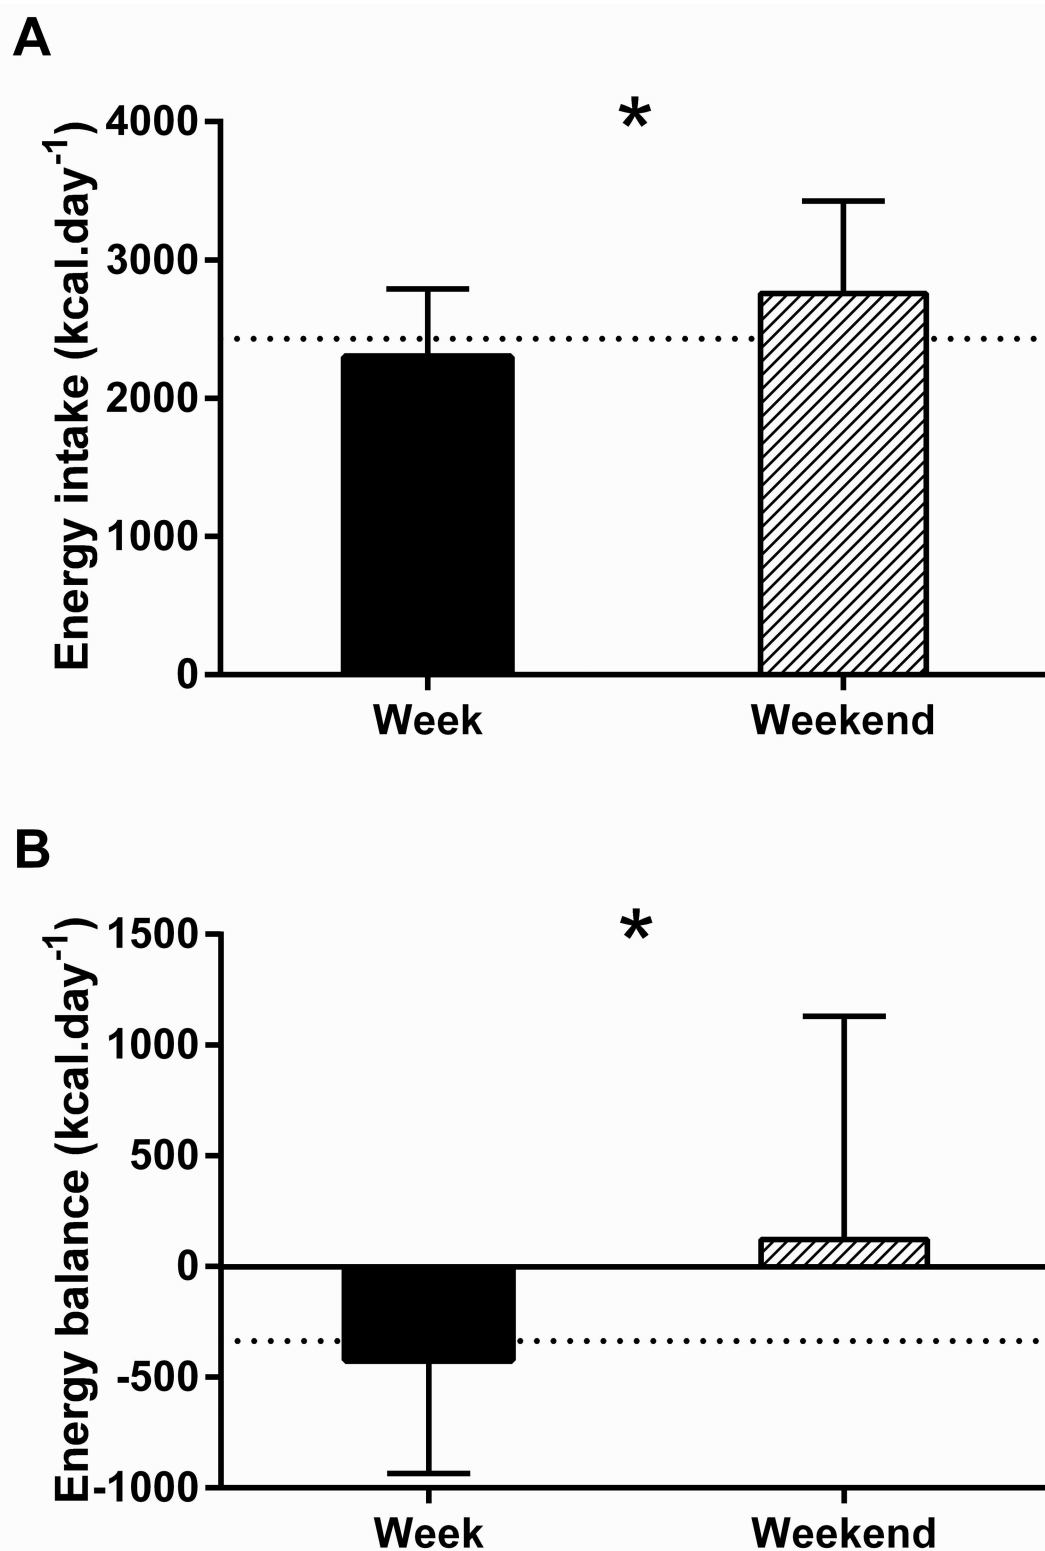 A
*
4000
3000
2000
1000
0
Energy intake (kcal.day⁻¹)
Week Weekend
B
*
1500
1000
500
0
-500
-1000
Energy balance (kcal.day⁻¹)
Week Weekend